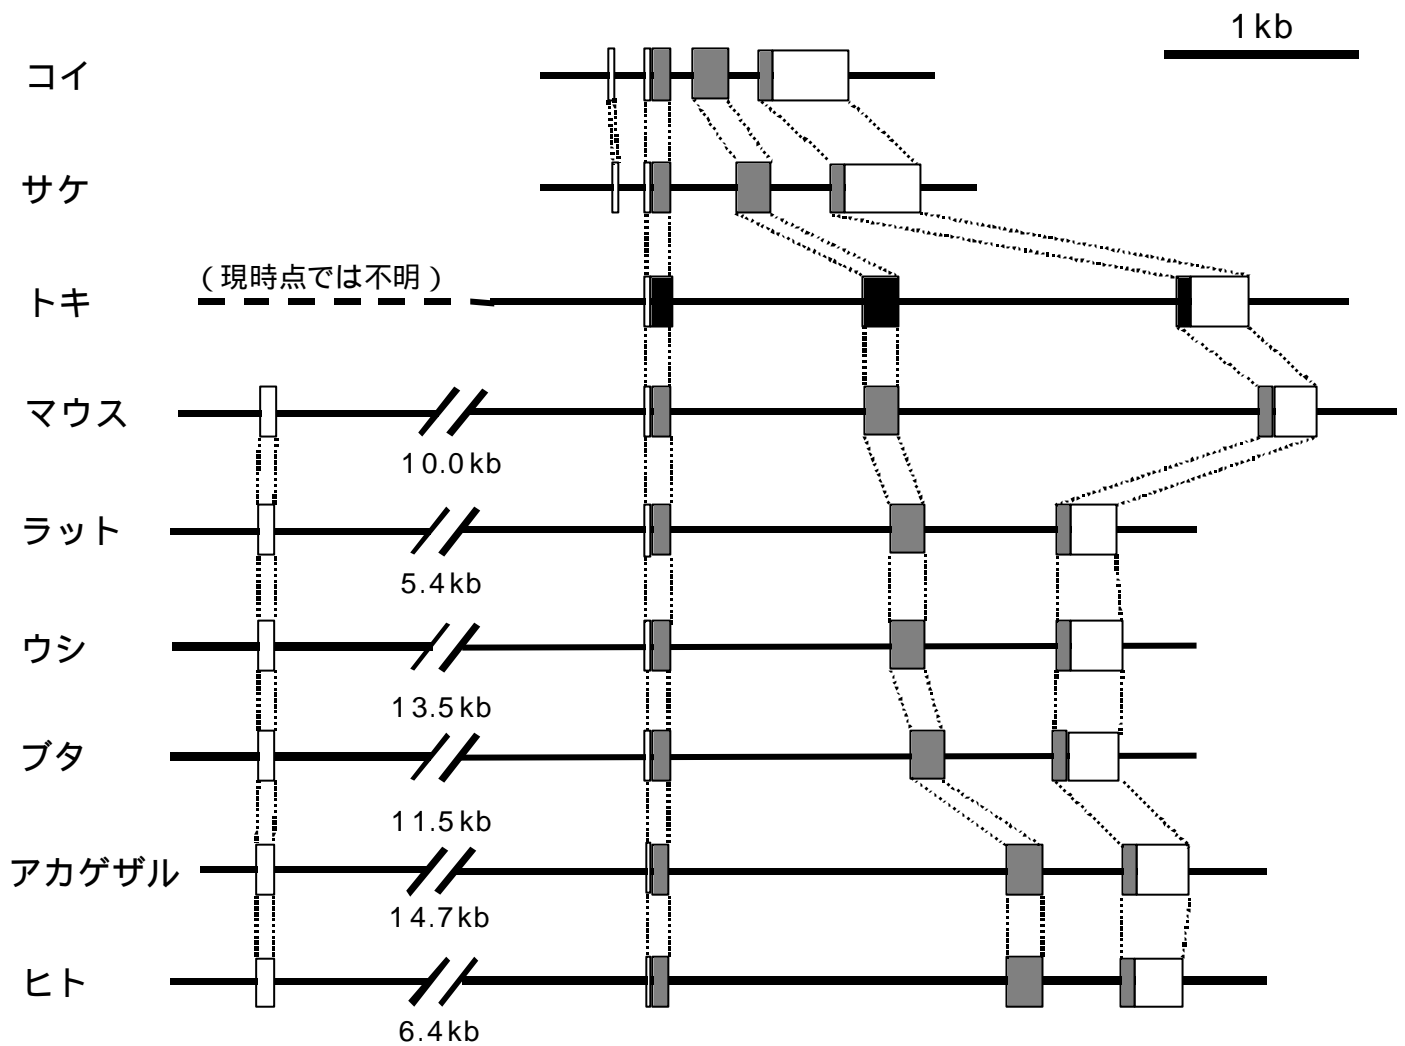 1kb
コイ
サケ
(現時点では不明)
トキ
マウス
10.0kb
ラット
5.4kb
ウシ
13.5kb
ブタ
11.5kb
アカゲザル
14.7kb
ヒト
6.4kb